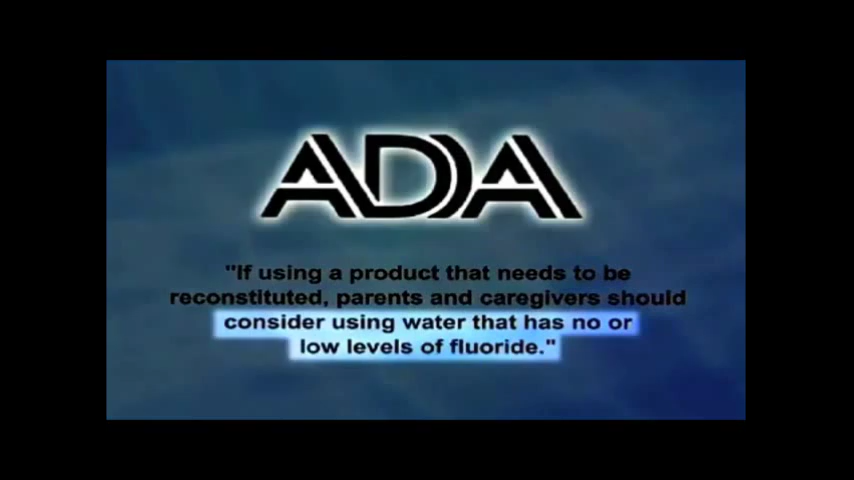 ADA
"If using a product that needs to be
reconstituted, parents and caregivers should
consider using water that has no or
low levels of fluoride."